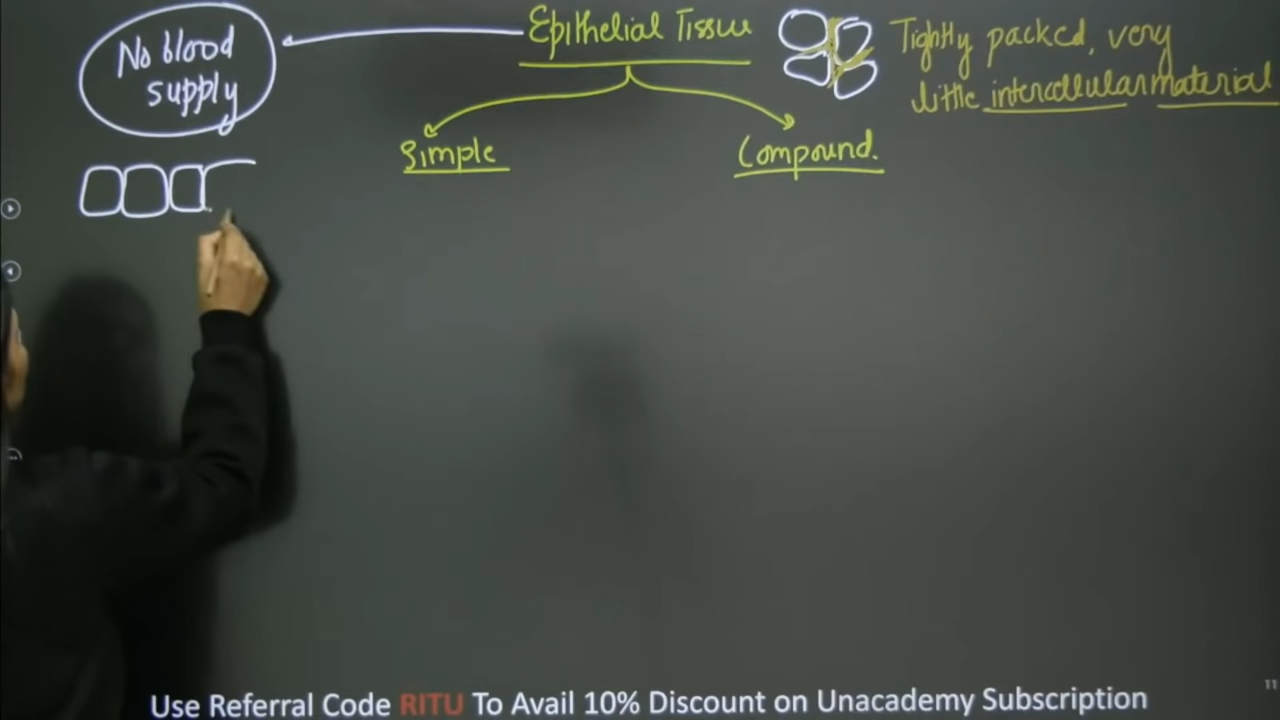 No blood
supply
Epithelial Tissue
Tightly packed, very
little intercellular material
Simple
Compound.
Use Referral Code RITU To Avail 10% Discount on Unacademy Subscription
11